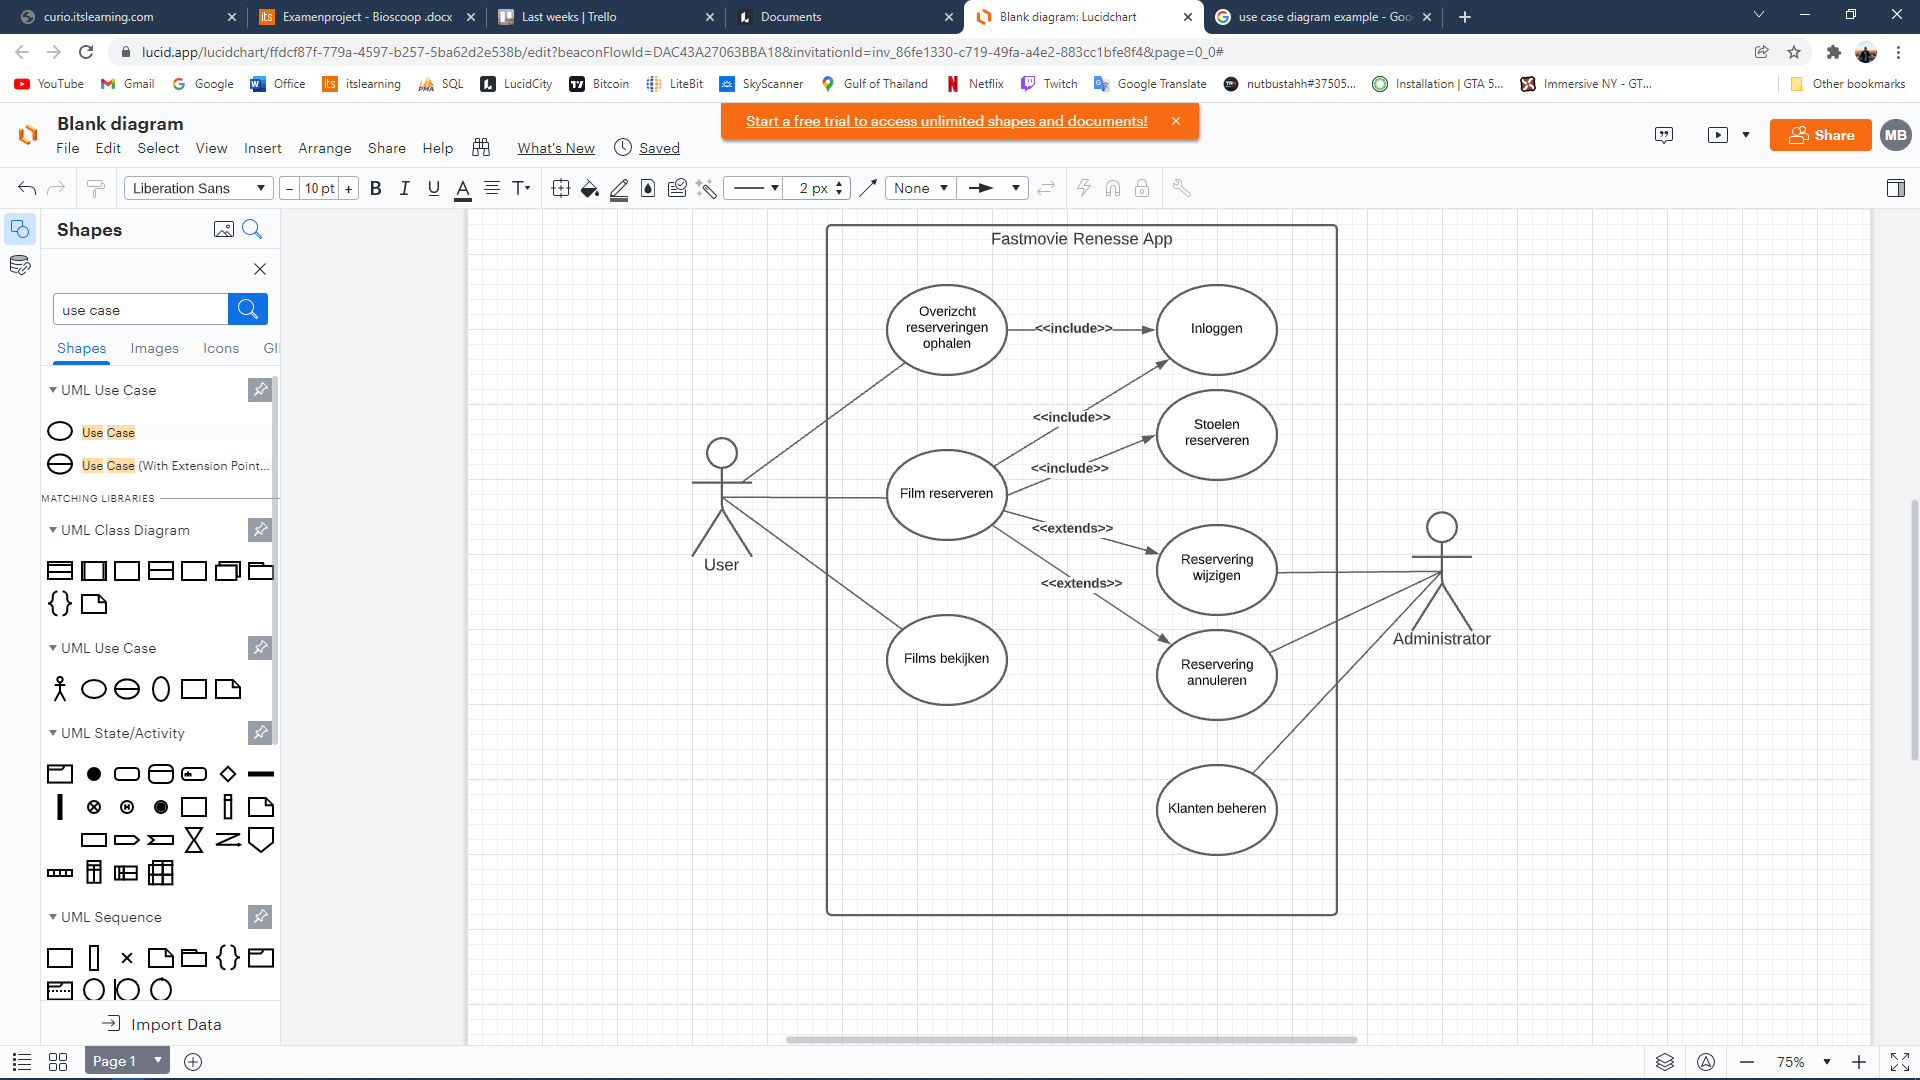 curio.itslearning.com
Examenproject - Bioscoop .docx
Last weeks | Trello
Documents
Blank diagram: Lucidchart
use case diagram example - Goo
lucid.app/lucidchart/ffdcf87f-779a-4597-b257-5ba62d2e538b/edit?beaconFlowId=DAC43A27063BBA18&invitationId=inv_86fe1330-c719-49fa-a4e2-883cc1bfe8f4&page=0_0#
YouTube
Gmail
Google
Office
itslearning
SQL
LucidCity
Bitcoin
LiteBit
SkyScanner
Gulf of Thailand
Netflix
Twitch
Google Translate
nutbustahh#37505...
Installation | GTA 5...
Immersive NY - GT...
Other bookmarks
Blank diagram
Start a free trial to access unlimited shapes and documents!
File Edit Select View Insert Arrange Share Help
What's New
Saved
Share
MB
Liberation Sans
- 10 pt +
B I U A T
2 px
None
Shapes
use case
Shapes Images Icons GI
UML Use Case
Use Case
Use Case (With Extension Point...
MATCHING LIBRARIES
UML Class Diagram
UML Use Case
UML State/Activity
UML Sequence
Import Data
Page 1
75%
Fastmovie Renesse App
Overizcht
reserveringen
ophalen
<<include>>
Inloggen
<<include>>
Stoelen
reserveren
<<include>>
Film reserveren
<<extends>>
Reservering
wijzigen
<<extends>>
User
Administrator
Films bekijken
Reservering
annuleren
Klanten beheren